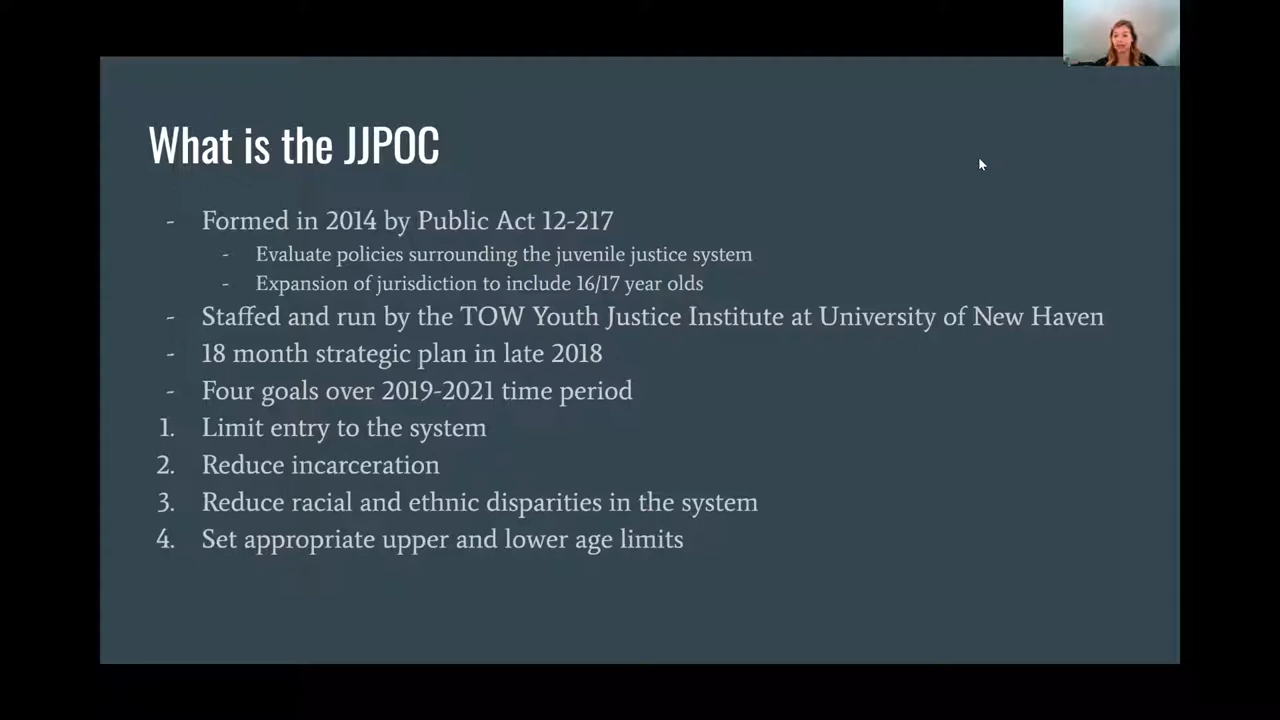 What is the JJPOC
- Formed in 2014 by Public Act 12-217
- Evaluate policies surrounding the juvenile justice system
- Expansion of jurisdiction to include 16/17 year olds
- Staffed and run by the TOW Youth Justice Institute at University of New Haven
- 18 month strategic plan in late 2018
- Four goals over 2019-2021 time period
1. Limit entry to the system
2. Reduce incarceration
3. Reduce racial and ethnic disparities in the system
4. Set appropriate upper and lower age limits